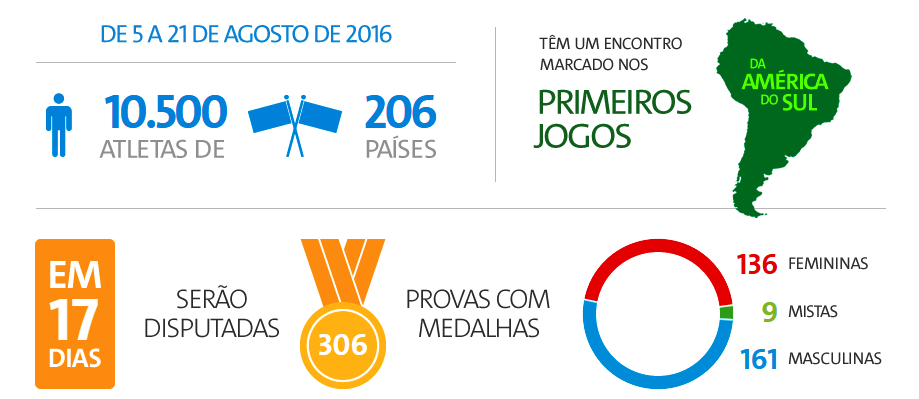 DE 5 A 21 DE AGOSTO DE 2016
10.500
ATLETAS DE
206
PAÍSES
TÊM UM ENCONTRO
MARCADO NOS
PRIMEIROS
JOGOS
DA
AMÉRICA
DO SUL
EM
17
DIAS
SERÃO
DISPUTADAS
306
PROVAS COM
MEDALHAS
136 FEMININAS
9 MISTAS
161 MASCULINAS